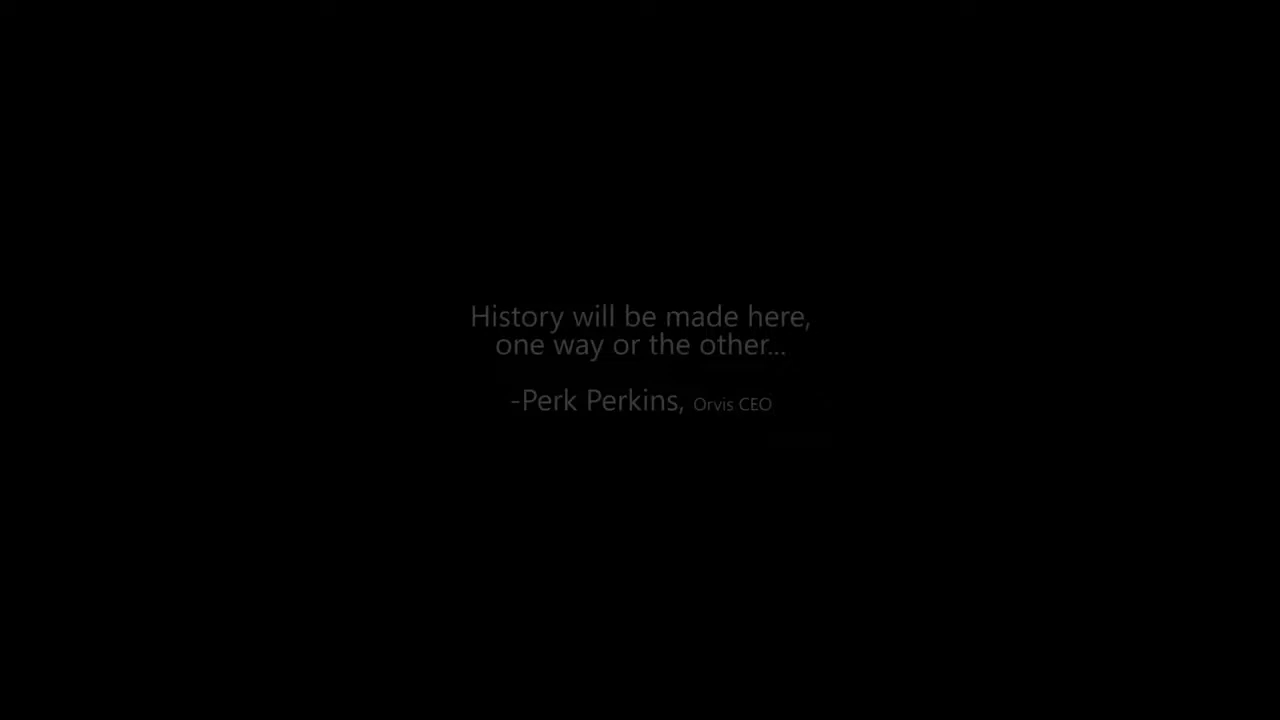 History will be made here,
one way or the other...
-Perk Perkins, Orvis CEO